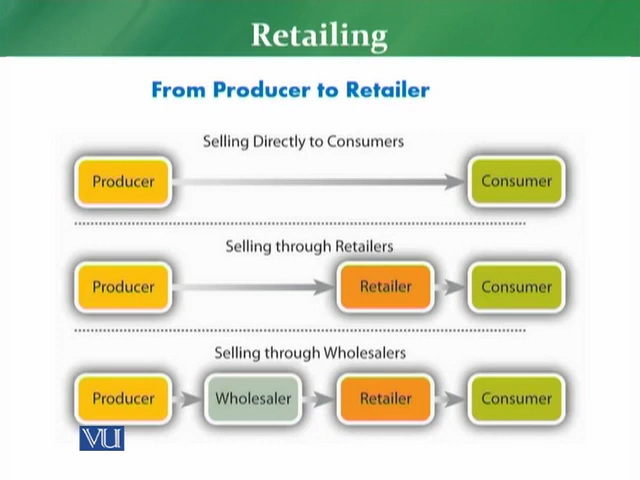 Retailing
From Producer to Retailer
Selling Directly to Consumers
Producer Consumer
Selling through Retailers
Producer Retailer Consumer
Selling through Wholesalers
Producer Wholesaler Retailer Consumer
VU